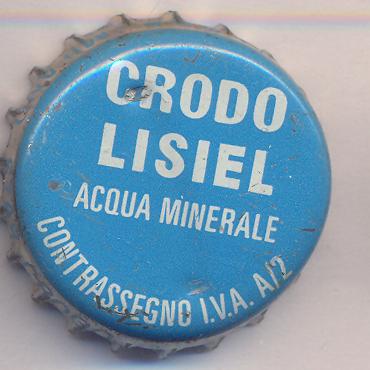 CRODO
LISIEL
ACQUA MINERALE
CONTRASSEGNO I.V.A. A/2